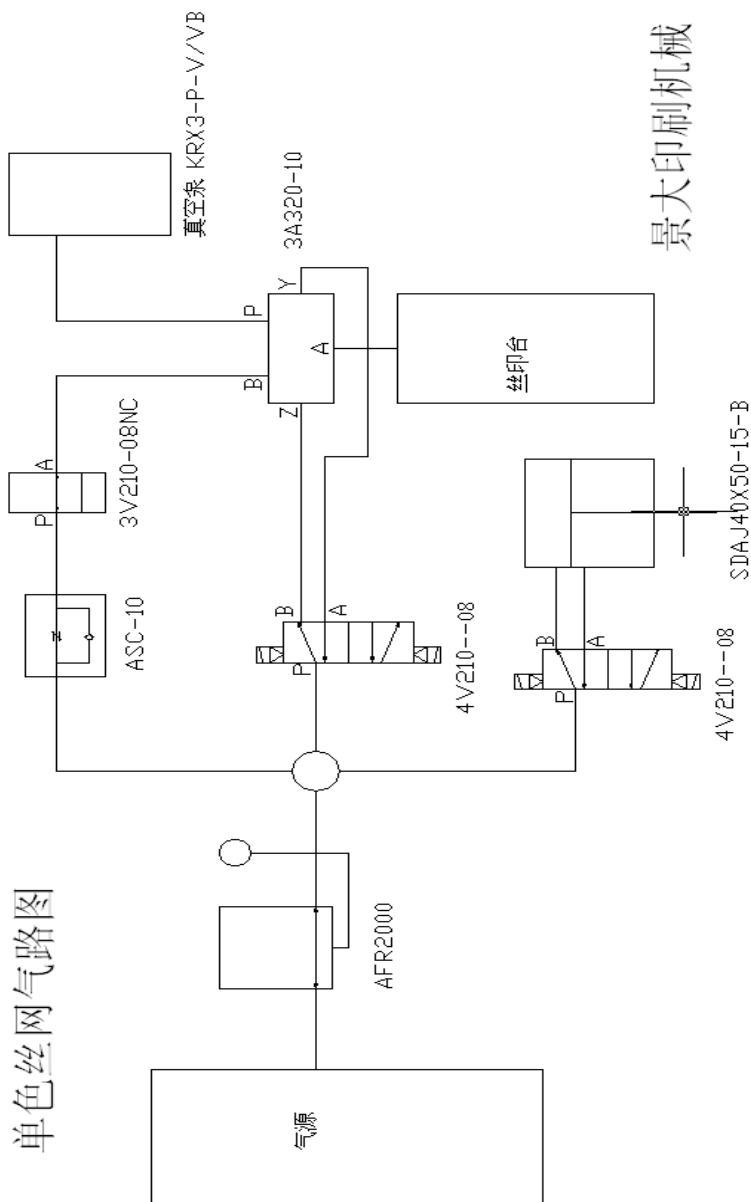 单色丝网气路图
P
A
ASC-10
3V210-08NC
真空泵 KRX3-P-V/VB
B
P
Z
Y
3A320-10
A
B
P
A
气源
AFR2000
4V210--08
丝印台
B
P
A
景大印刷机械
4V210--08
SDAJ40X50-15-B